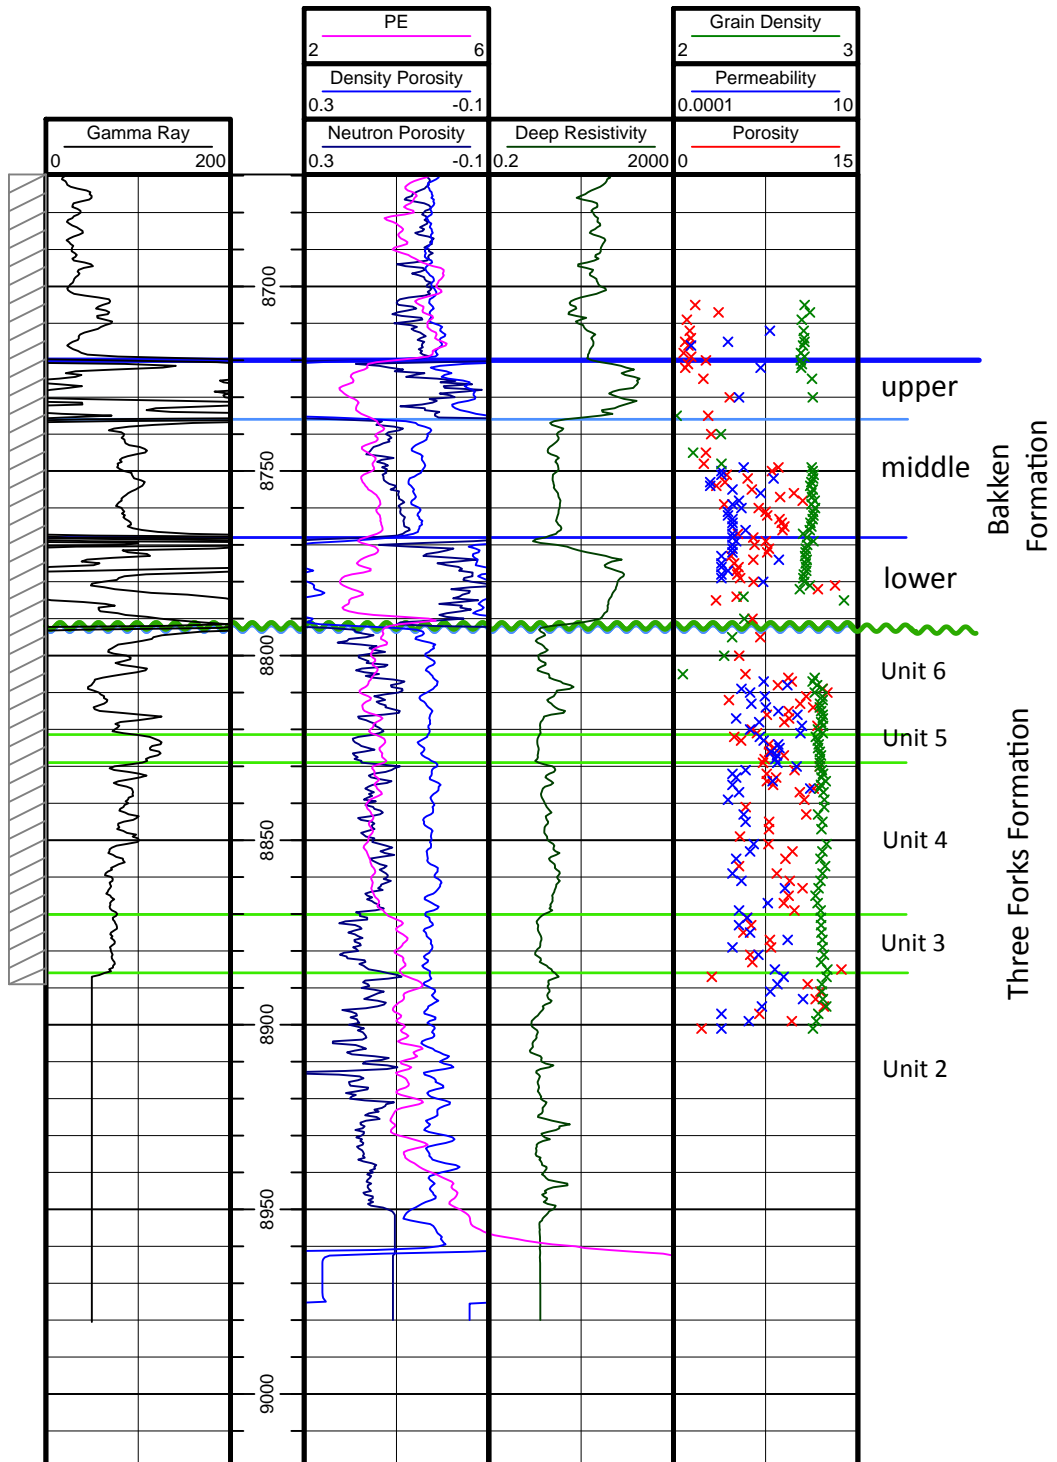 PE
2 6
Grain Density
2 3
Density Porosity
0.3 -0.1
Permeability
0.0001 10
Gamma Ray
0 200
Neutron Porosity
0.3 -0.1
Deep Resistivity
0.2 2000
Porosity
0 15
8700
8750
8800
8850
8900
8950
9000
upper
middle
lower
Bakken
Formation
Unit 6
Unit 5
Unit 4
Unit 3
Unit 2
Three Forks Formation